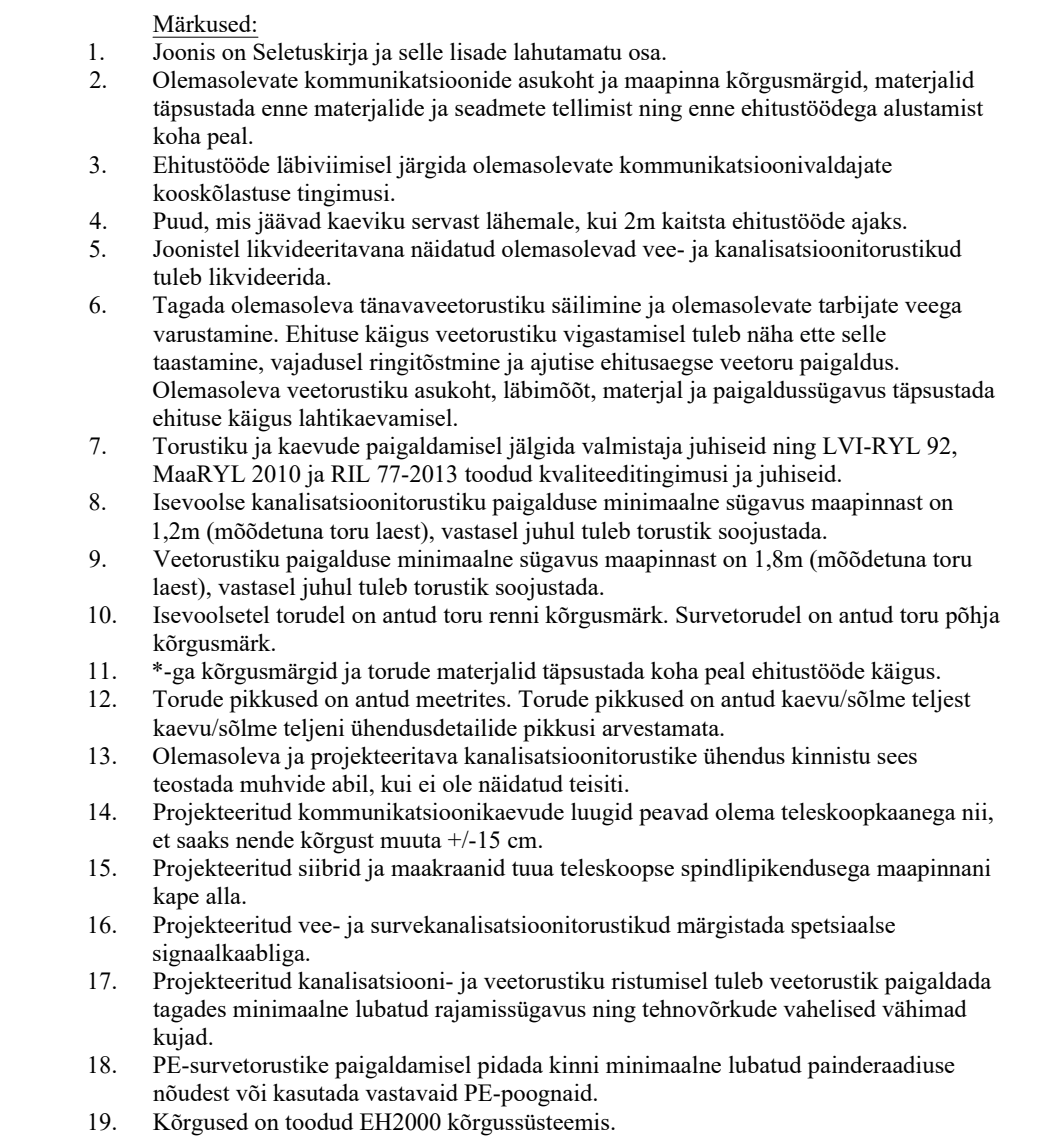 Märkused:
1. Joonis on Seletuskirja ja selle lisade lahutamatu osa.
2. Olemasolevate kommunikatsioonide asukoht ja maapinna kõrgusmärgid, materjalid
täpsustada enne materjalide ja seadmete tellimist ning enne ehitustöödega alustamist
koha peal.
3. Ehitustööde läbiviimisel järgida olemasolevate kommunikatsioonivaldajate
kooskõlastuse tingimusi.
4. Puud, mis jäävad kaeviku servast lähemale, kui 2m kaitsta ehitustööde ajaks.
5. Joonistel likvideeritavana näidatud olemasolevad vee- ja kanalisatsioonitorustikud
tuleb likvideerida.
6. Tagada olemasoleva tänavaveetorustiku säilimine ja olemasolevate tarbijate veega
varustamine. Ehituse käigus veetorustiku vigastamisel tuleb näha ette selle
taastamine, vajadusel ringitõstmine ja ajutise ehitusaegse veetoru paigaldus.
Olemasoleva veetorustiku asukoht, läbimõõt, materjal ja paigaldussügavus täpsustada
ehituse käigus lahtikaevamisel.
7. Torustiku ja kaevude paigaldamisel jälgida valmistaja juhiseid ning LVI-RYL 92,
MaaRYL 2010 ja RIL 77-2013 toodud kvaliteeditingimusi ja juhiseid.
8. Isevoolse kanalisatsioonitorustiku paigalduse minimaalne sügavus maapinnast on
1,2m (mõõdetuna toru laest), vastasel juhul tuleb torustik soojustada.
9. Veetorustiku paigalduse minimaalne sügavus maapinnast on 1,8m (mõõdetuna toru
laest), vastasel juhul tuleb torustik soojustada.
10. Isevoolsetel torudel on antud toru renni kõrgusmärk. Survetorudel on antud toru põhja
kõrgusmärk.
11. *-ga kõrgusmärgid ja torude materjalid täpsustada koha peal ehitustööde käigus.
12. Torude pikkused on antud meetrites. Torude pikkused on antud kaevu/sõlme teljest
kaevu/sõlme teljeni ühendusdetailide pikkusi arvestamata.
13. Olemasoleva ja projekteeritava kanalisatsioonitorustike ühendus kinnistu sees
teostada muhvide abil, kui ei ole näidatud teisiti.
14. Projekteeritud kommunikatsioonikaevude luugid peavad olema teleskoopkaanega nii,
et saaks nende kõrgust muuta +/-15 cm.
15. Projekteeritud siibrid ja maakraanid tuua teleskoopse spindlipikendusega maapinnani
kape alla.
16. Projekteeritud vee- ja survekanalisatsioonitorustikud märgistada spetsiaalse
signaalkaabliga.
17. Projekteeritud kanalisatsiooni- ja veetorustiku ristumisel tuleb veetorustik paigaldada
tagades minimaalne lubatud rajamissügavus ning tehnovõrkude vahelised vähimad
kujad.
18. PE-survetorustike paigaldamisel pidada kinni minimaalne lubatud painderaadiuse
nõudest või kasutada vastavaid PE-poognaid.
19. Kõrgused on toodud EH2000 kõrgussüsteemis.